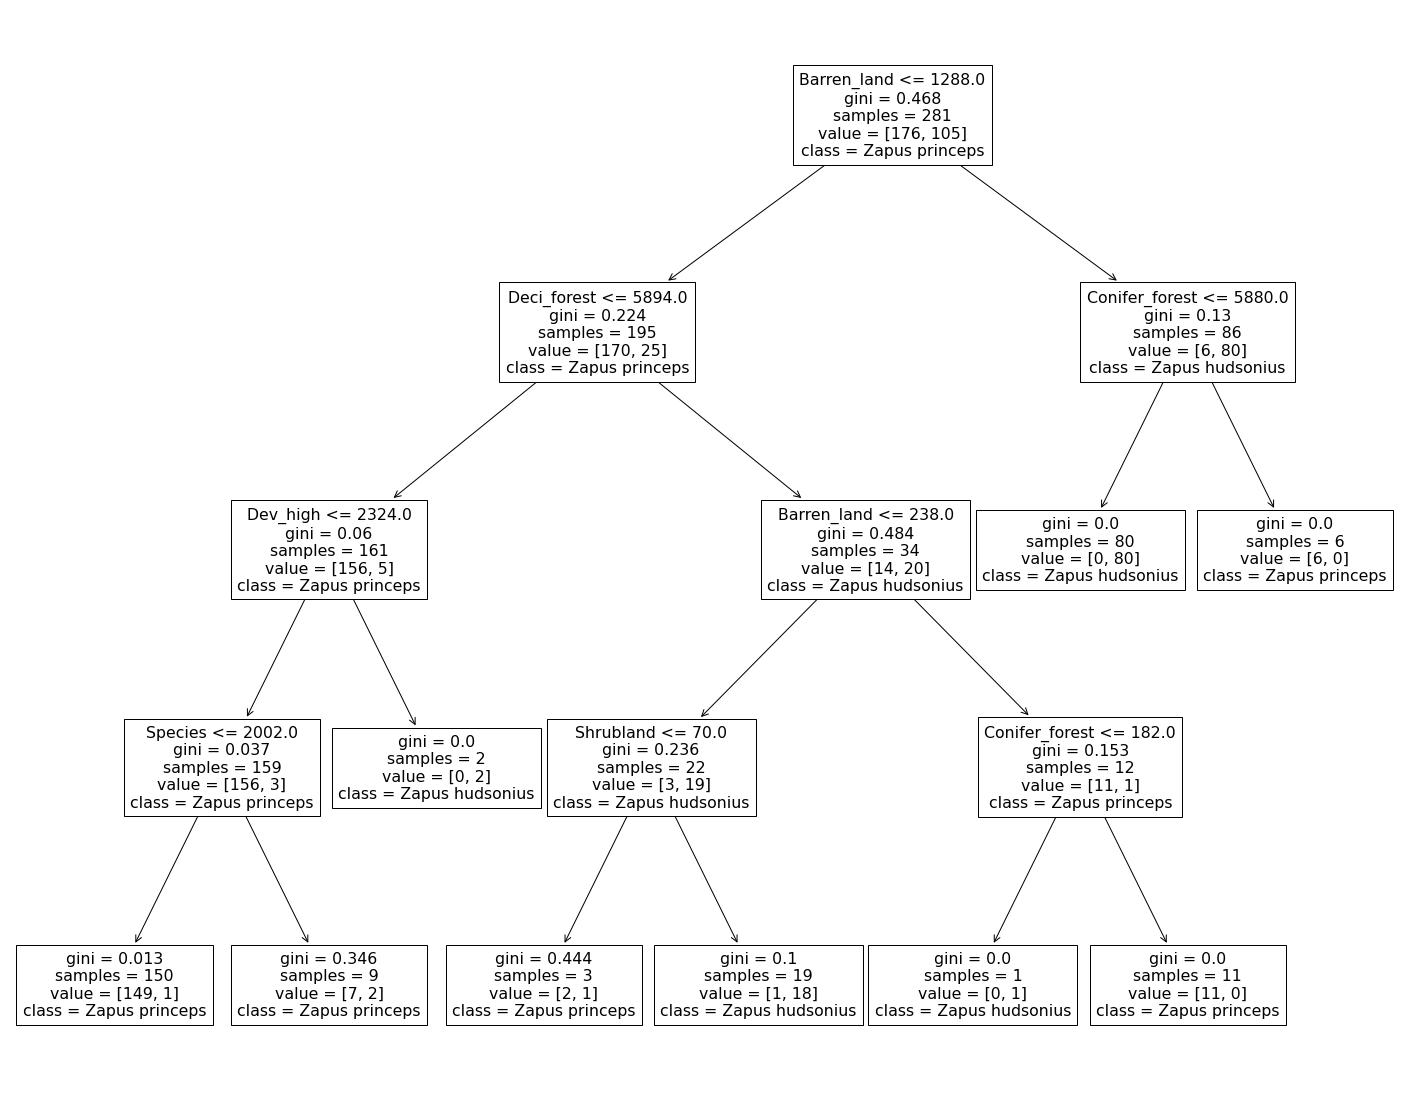 Barren_land <= 1288.0
gini = 0.468
samples = 281
value = [176, 105]
class = Zapus princeps
Deci_forest <= 5894.0
gini = 0.224
samples = 195
value = [170, 25]
class = Zapus princeps
Conifer_forest <= 5880.0
gini = 0.13
samples = 86
value = [6, 80]
class = Zapus hudsonius
Dev_high <= 2324.0
gini = 0.06
samples = 161
value = [156, 5]
class = Zapus princeps
Barren_land <= 238.0
gini = 0.484
samples = 34
value = [14, 20]
class = Zapus hudsonius
gini = 0.0
samples = 80
value = [0, 80]
class = Zapus hudsonius
gini = 0.0
samples = 6
value = [6, 0]
class = Zapus princeps
Species <= 2002.0
gini = 0.037
samples = 159
value = [156, 3]
class = Zapus princeps
gini = 0.0
samples = 2
value = [0, 2]
class = Zapus hudsonius
Shrubland <= 70.0
gini = 0.236
samples = 22
value = [3, 19]
class = Zapus hudsonius
Conifer_forest <= 182.0
gini = 0.153
samples = 12
value = [11, 1]
class = Zapus princeps
gini = 0.013
samples = 150
value = [149, 1]
class = Zapus princeps
gini = 0.346
samples = 9
value = [7, 2]
class = Zapus princeps
gini = 0.444
samples = 3
value = [2, 1]
class = Zapus princeps
gini = 0.1
samples = 19
value = [1, 18]
class = Zapus hudsonius
gini = 0.0
samples = 1
value = [0, 1]
class = Zapus hudsonius
gini = 0.0
samples = 11
value = [11, 0]
class = Zapus princeps